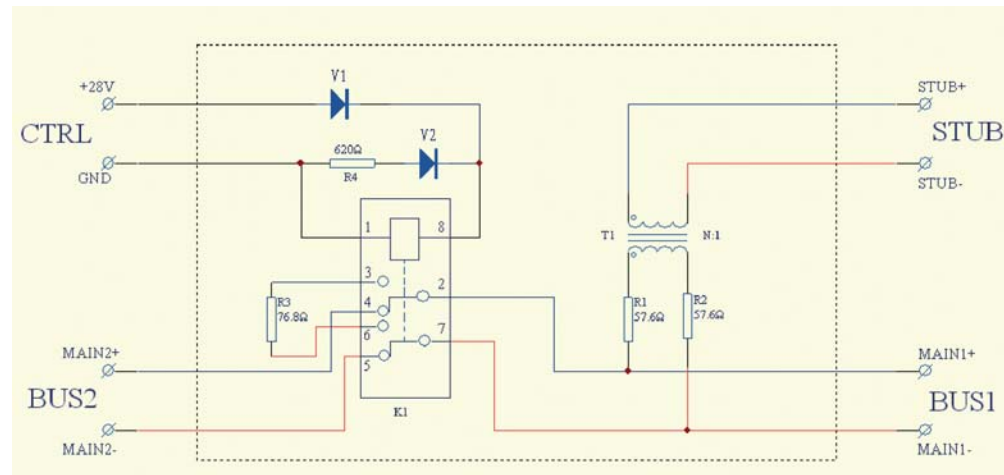 +28V
CTRL
GND
V1
V2
620Ω
R4
STUB+
STUB
STUB-
T1
N:1
1
8
3
2
4
6
7
5
K1
R3
76.8Ω
R1
57.6Ω
R2
57.6Ω
MAIN2+
BUS2
MAIN2-
MAIN1+
BUS1
MAIN1-